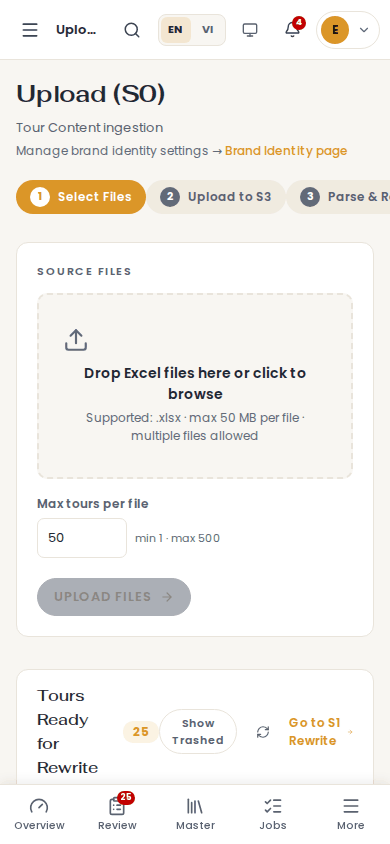 Uplo...
EN
VI
4
E
Upload (S0)
Tour Content ingestion
Manage brand identity settings → Brand Identity page
1 Select Files
2 Upload to S3
3 Parse & R
SOURCE FILES
Drop Excel files here or click to
browse
Supported: .xlsx · max 50 MB per file ·
multiple files allowed
Max tours per file
50
min 1 · max 500
UPLOAD FILES →
Tours
Ready
for
Rewrite
25
Show
Trashed
Go to S1
Rewrite
25
Overview
Review
Master
Jobs
More